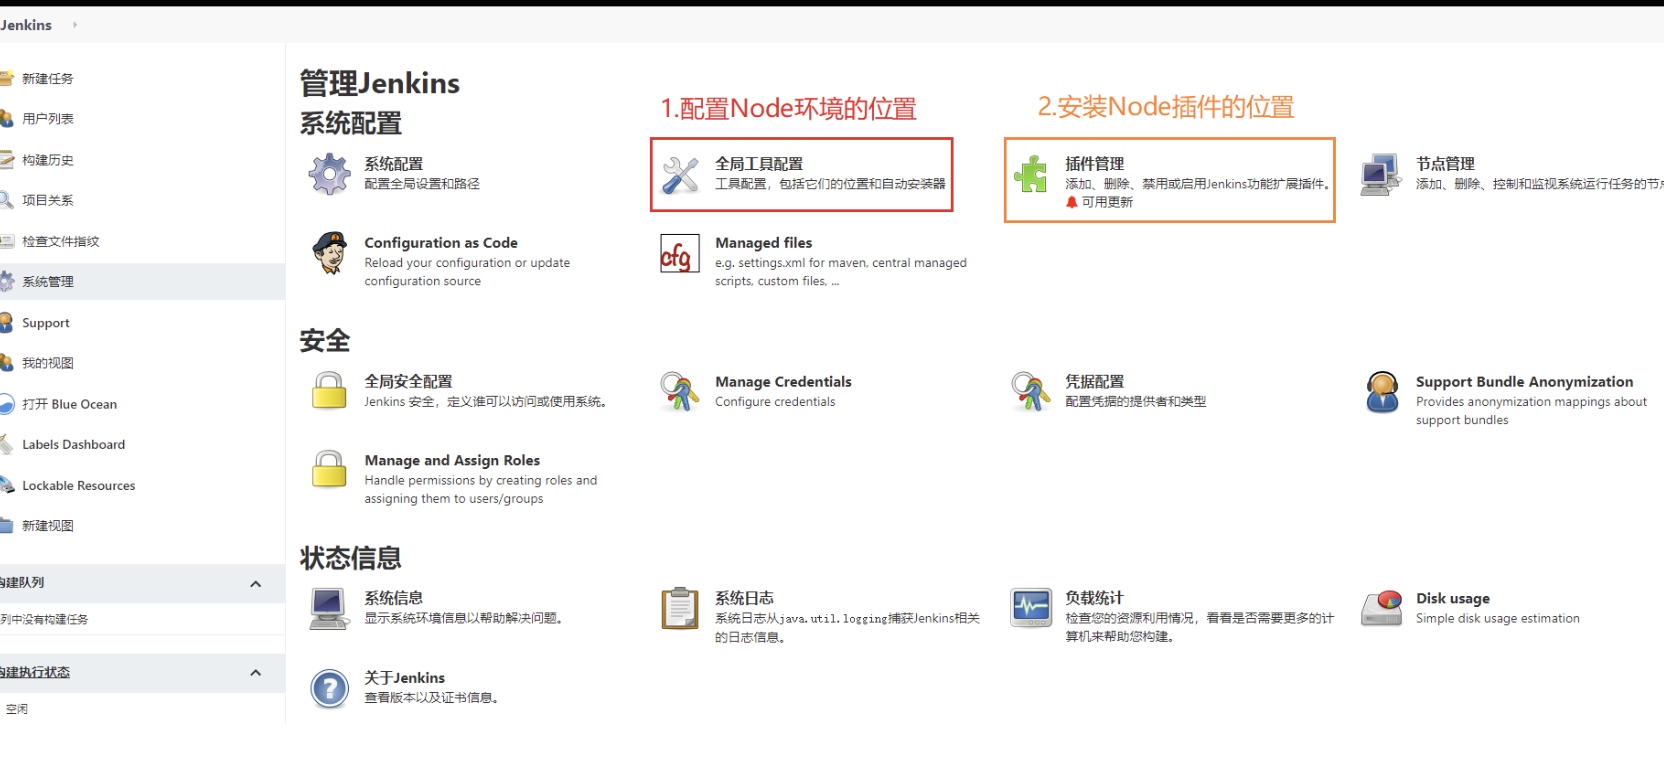 Jenkins
新建任务
用户列表
构建历史
项目关系
检查文件指纹
系统管理
Support
我的视图
打开 Blue Ocean
Labels Dashboard
Lockable Resources
新建视图
构建队列
列中没有构建任务
构建执行状态
空闲
管理Jenkins
1.配置Node环境的位置
2.安装Node插件的位置
系统配置
系统配置
配置全局设置和路径
全局工具配置
工具配置，包括它们的位置和自动安装器
插件管理
添加、删除、禁用或启用Jenkins功能扩展插件。
可用更新
节点管理
添加、删除、控制和监视系统运行任务的节点
Configuration as Code
Reload your configuration or update
configuration source
Managed files
e.g. settings.xml for maven, central managed
scripts, custom files, ...
cfg
安全
全局安全配置
Jenkins 安全，定义谁可以访问或使用系统。
Manage Credentials
Configure credentials
凭据配置
配置凭据的提供者和类型
Support Bundle Anonymization
Provides anonymization mappings about
support bundles
Manage and Assign Roles
Handle permissions by creating roles and
assigning them to users/groups
状态信息
系统信息
显示系统环境信息以帮助解决问题。
系统日志
系统日志从java.util.logging捕获Jenkins相关
的日志信息。
负载统计
检查您的资源利用情况，看看是否需要更多的计
算机来帮助您构建。
Disk usage
Simple disk usage estimation
关于Jenkins
查看版本以及证书信息。